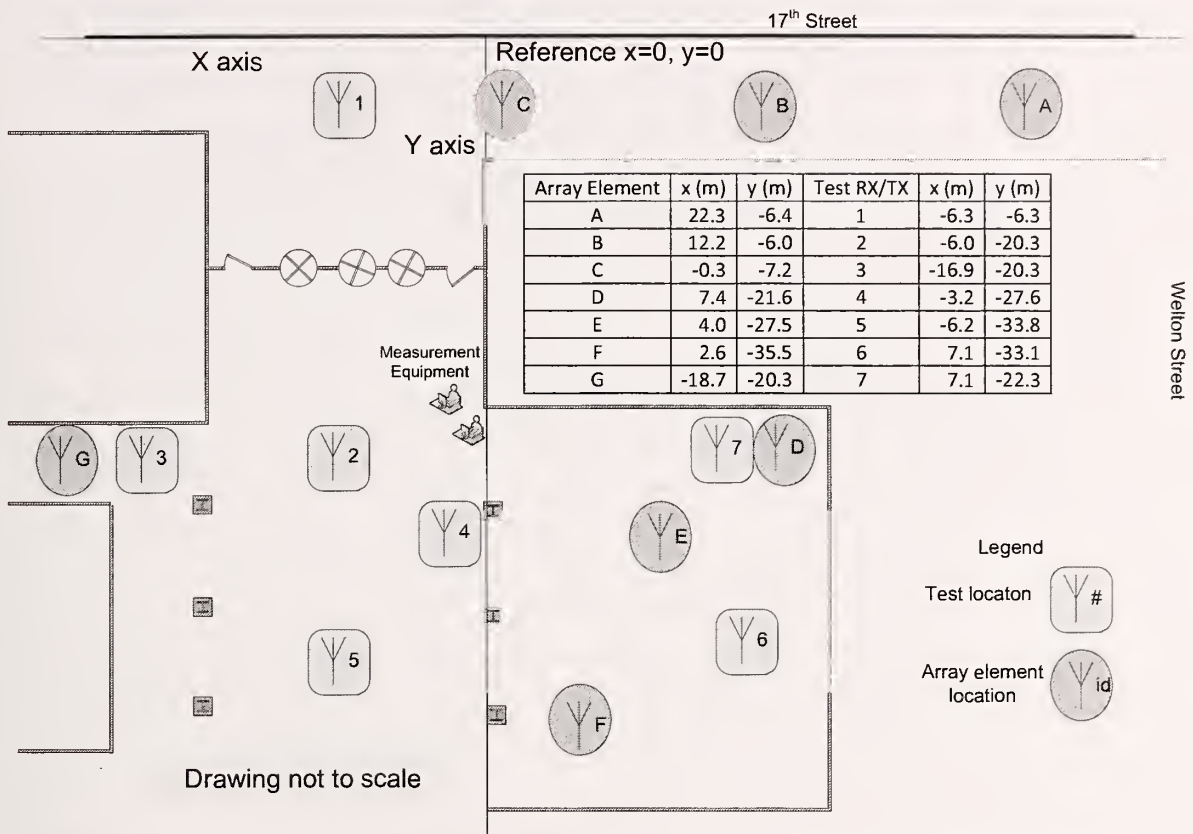 17th Street
Reference x=0, y=0
X axis
1
C
B
A
Y axis
Array Element x (m) y (m) Test RX/TX x (m) y (m)
A 22.3 -6.4 1 -6.3 -6.3
B 12.2 -6.0 2 -6.0 -20.3
C -0.3 -7.2 3 -16.9 -20.3
D 7.4 -21.6 4 -3.2 -27.6
E 4.0 -27.5 5 -6.2 -33.8
F 2.6 -35.5 6 7.1 -33.1
G -18.7 -20.3 7 7.1 -22.3
Welton Street
Measurement
Equipment
G
3
2
7
D
4
E
I
I
I
I
I
I
5
6
F
Legend
Test locaton
#
Array element
location
id
Drawing not to scale